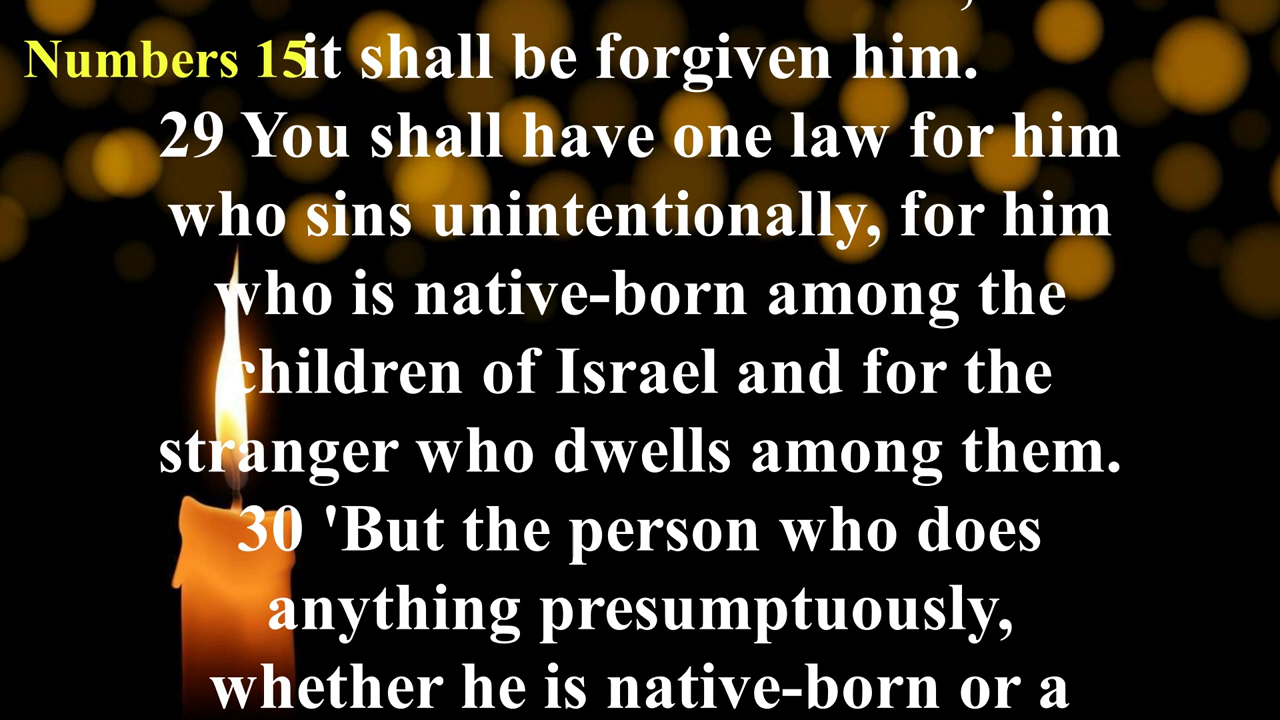 Numbers 15
it shall be forgiven him.
29 You shall have one law for him
who sins unintentionally, for him
who is native-born among the
children of Israel and for the
stranger who dwells among them.
30 'But the person who does
anything presumptuously,
whether he is native-born or a